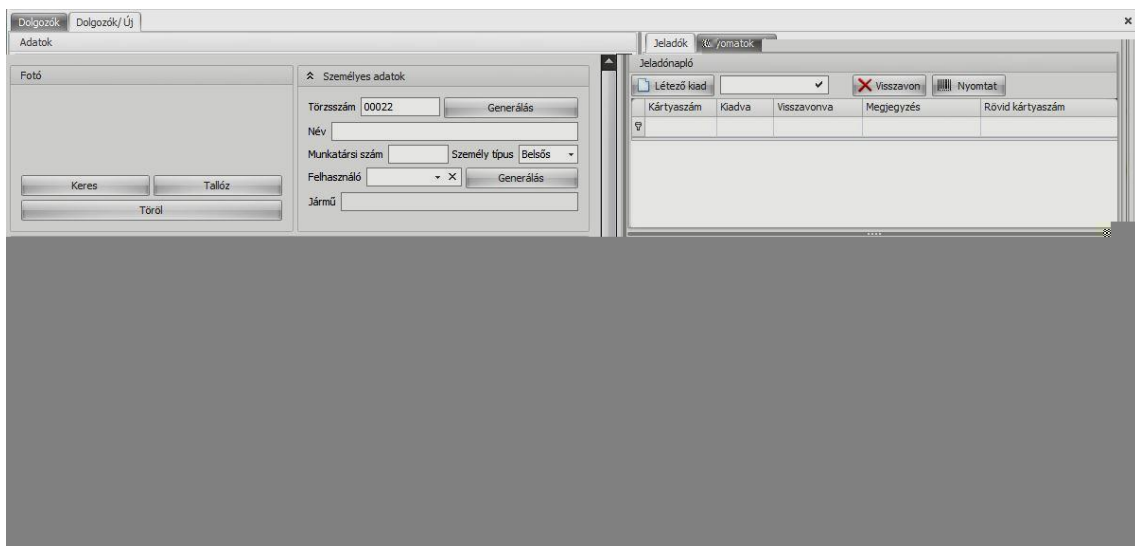 Dolgozók Dolgozók/Új
Adatok
Fotó
Keres Tallóz
Töröl
Személyes adatok
Törzsszám 00022 Generálás
Név
Munkatársi szám Személy típus Belsős
Felhasználó Generálás
Jármű
Jeladók
Jeladónapló
Létező kiad Visszavon Nyomtat
Kártyaszám Kiadva Visszavonva Megjegyzés Rövid kártyaszám